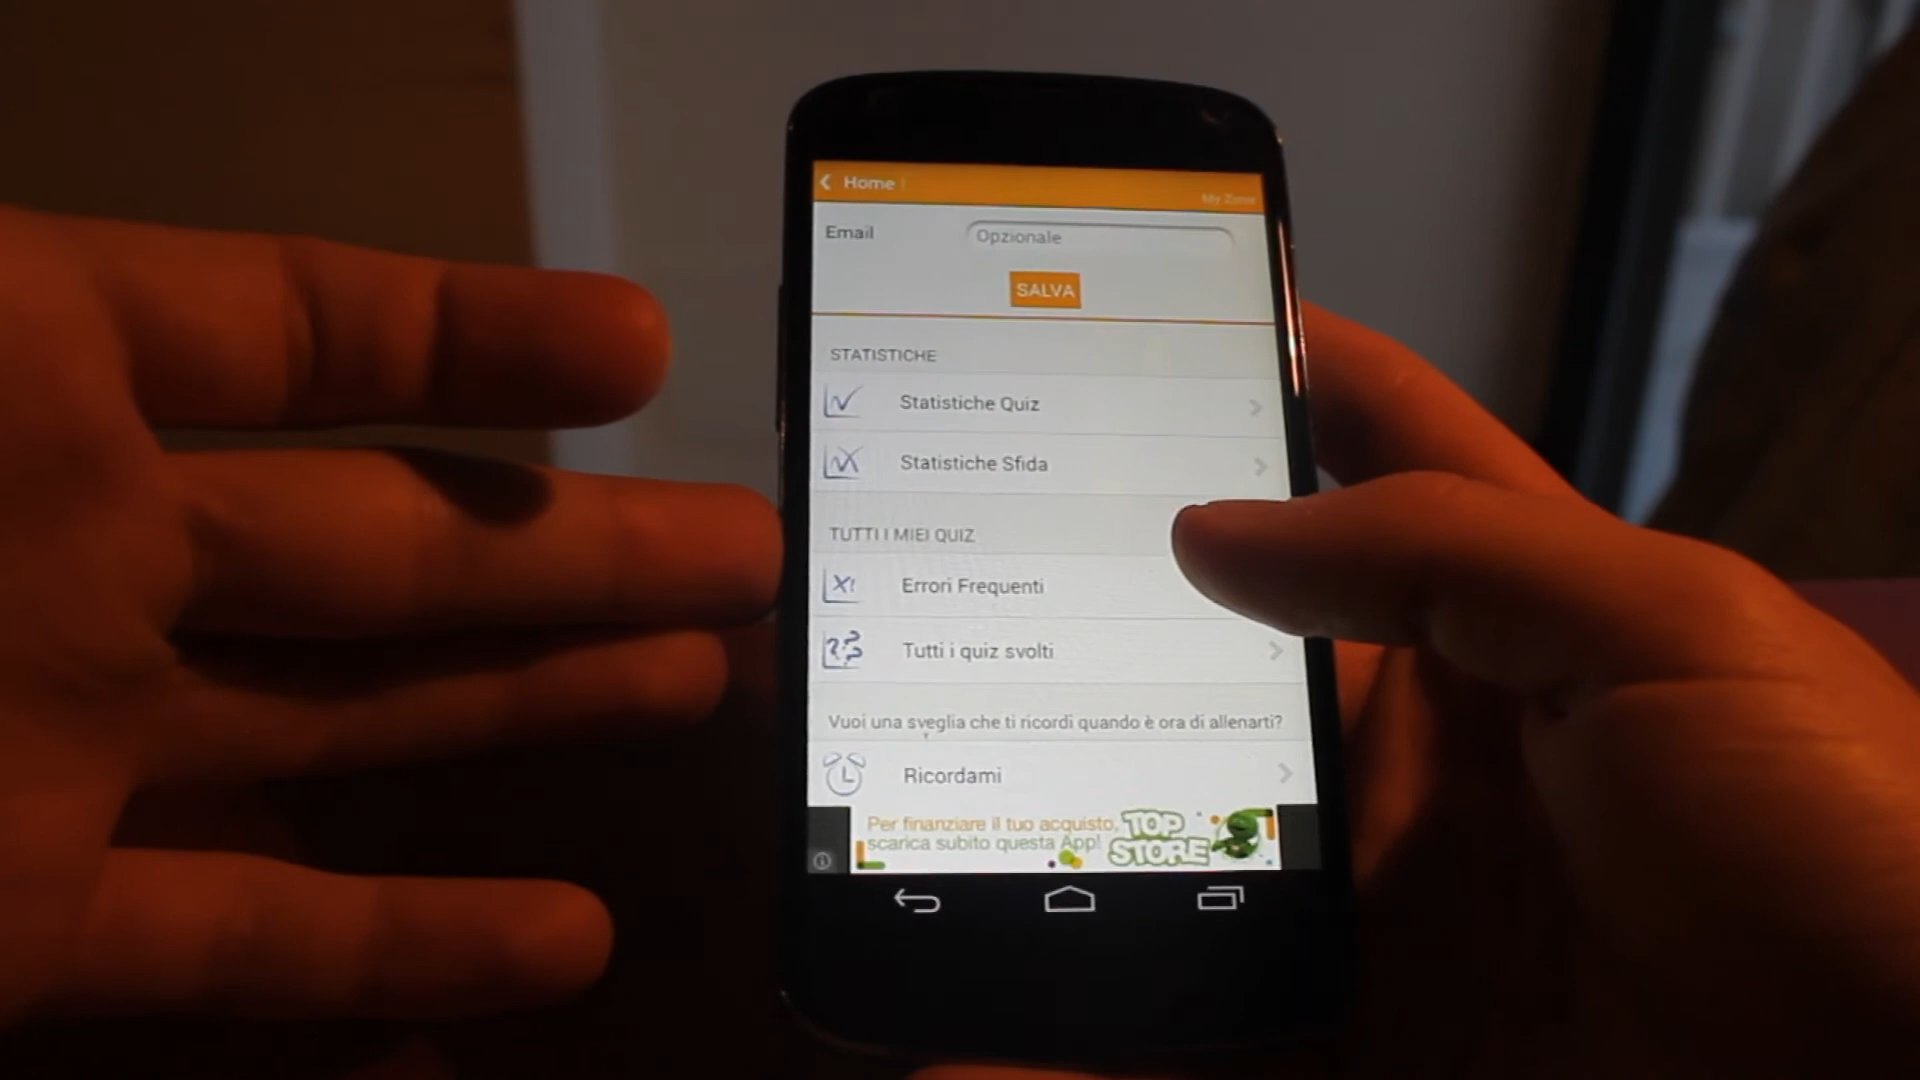 Home
My Zone
Email
Opzionale
SALVA
STATISTICHE
Statistiche Quiz
Statistiche Sfida
TUTTI I MIEI QUIZ
Errori Frequenti
Tutti i quiz svolti
Vuoi una sveglia che ti ricordi quando è ora di allenarti?
Ricordami
Per finanziare il tuo acquisto,
scarica subito questa App!
TOP
STORE